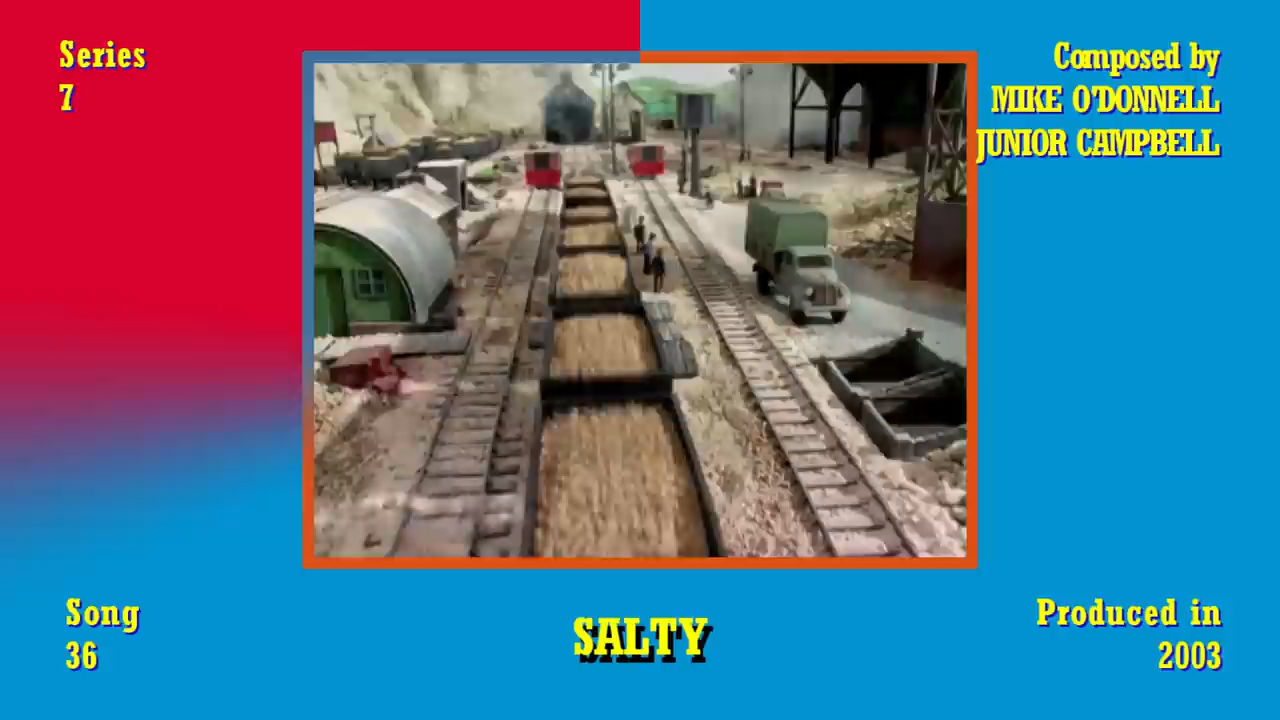 Series
7
Composed by
MIKE O'DONNELL
JUNIOR CAMPBELL
Song
36
SALTY
Produced in
2003